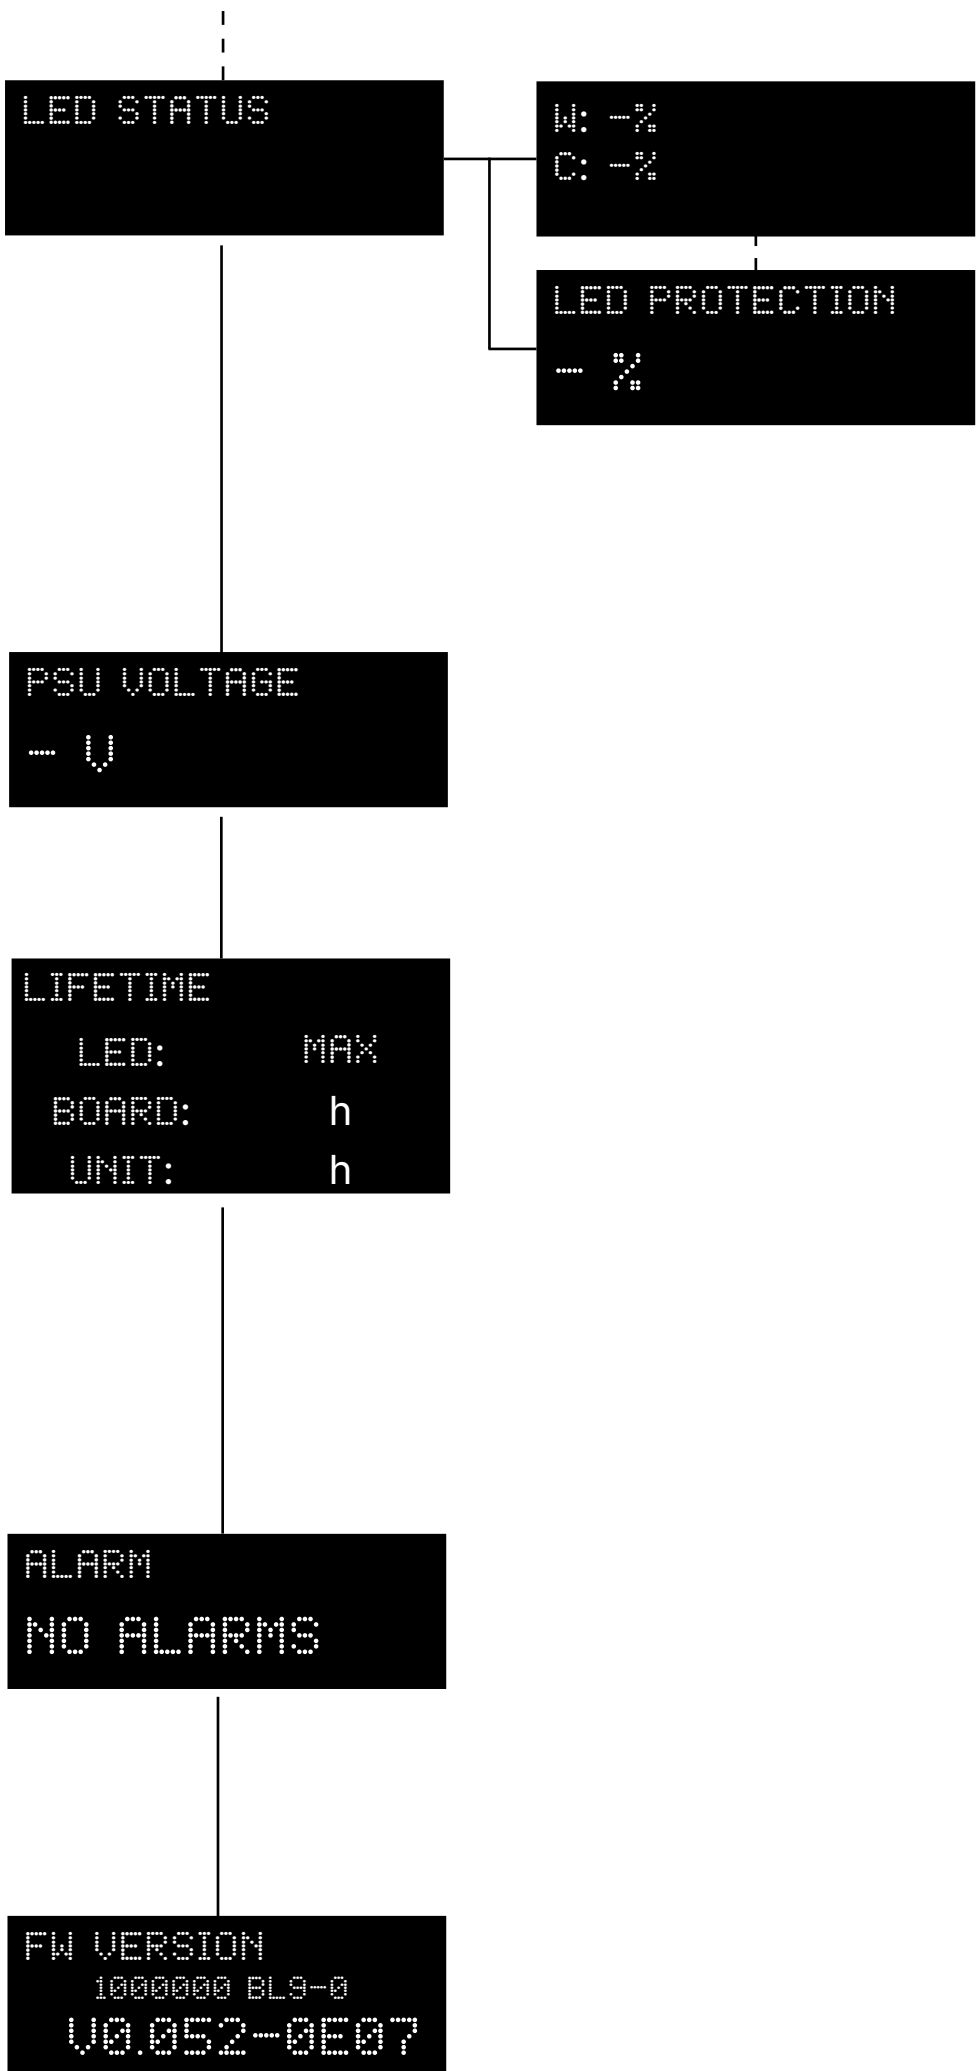 LED STATUS
W: -%
C: -%
LED PROTECTION
- %
PSU VOLTAGE
- V
LIFETIME
LED: MAX
BOARD: h
UNIT: h
ALARM
NO ALARMS
FW VERSION
1000000 BL9-0
V0.052-0E07